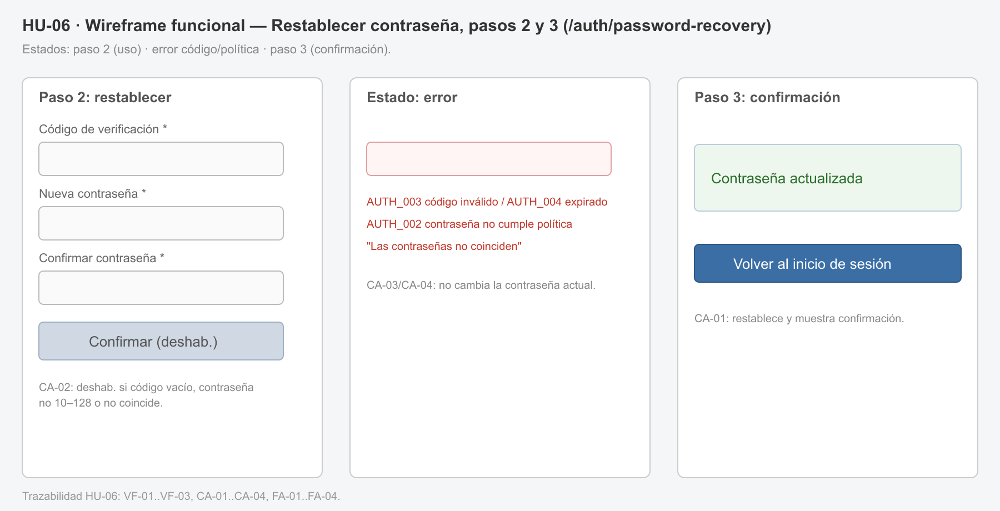 HU-06 · Wireframe funcional — Restablecer contraseña, pasos 2 y 3 (/auth/password-recovery)
Estados: paso 2 (uso) · error código/política · paso 3 (confirmación).
Paso 2: restablecer
Código de verificación *
Nueva contraseña *
Confirmar contraseña *
Confirmar (deshab.)
CA-02: deshab. si código vacío, contraseña
no 10–128 o no coincide.
Estado: error
AUTH_003 código inválido / AUTH_004 expirado
AUTH_002 contraseña no cumple política
"Las contraseñas no coinciden"
CA-03/CA-04: no cambia la contraseña actual.
Paso 3: confirmación
Contraseña actualizada
Volver al inicio de sesión
CA-01: restablece y muestra confirmación.
Trazabilidad HU-06: VF-01..VF-03, CA-01..CA-04, FA-01..FA-04.